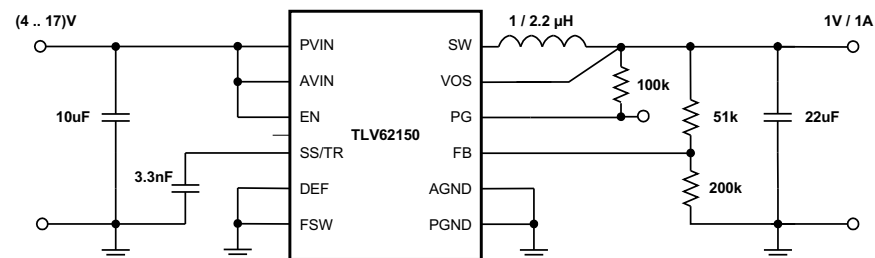 (4 .. 17)V
1 / 2.2 µH
1V / 1A
PVIN
SW
AVIN
VOS
100k
10uF
EN
PG
51k
22uF
TLV62150
SS/TR
FB
3.3nF
DEF
AGND
200k
FSW
PGND